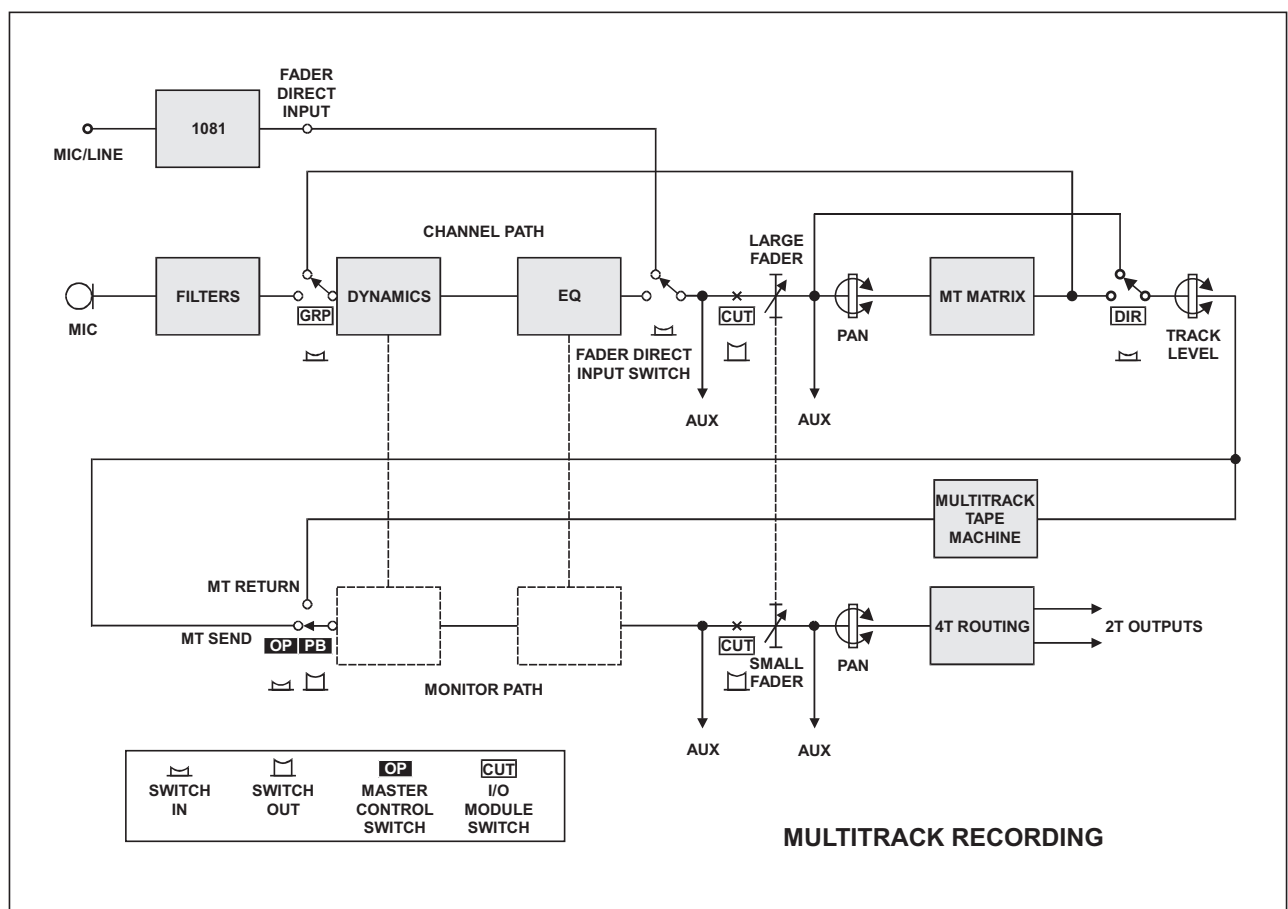 FADER
DIRECT
INPUT
1081
MIC/LINE
CHANNEL PATH
LARGE
FADER
FILTERS
DYNAMICS
EQ
MT MATRIX
MIC
GRP
CUT
PAN
DIR
TRACK
LEVEL
FADER DIRECT
INPUT SWITCH
AUX
AUX
MULTITRACK
TAPE
MACHINE
MT RETURN
MT SEND
OP PB
MONITOR PATH
CUT
SMALL
FADER
PAN
4T ROUTING
2T OUTPUTS
AUX
AUX
SWITCH
IN
SWITCH
OUT
OP
MASTER
CONTROL
SWITCH
CUT
I/O
MODULE
SWITCH
MULTITRACK RECORDING